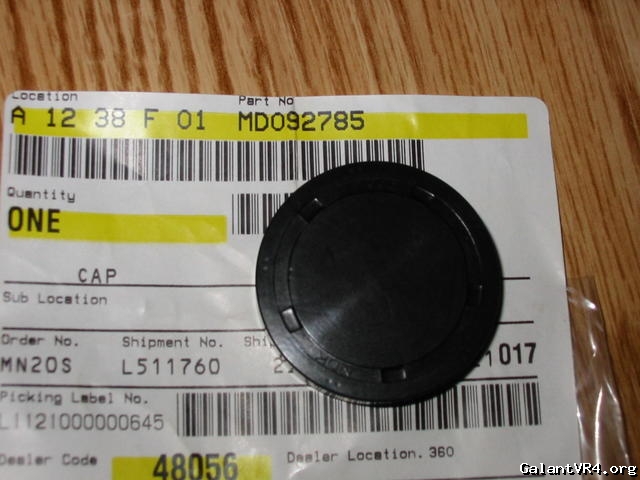 Location Part No
A 12 38 F 01 MD092785
Quantity
ONE
CAP
Sub Location
Order No. Shipment No.
MN20S L511760 017
Picking Label No.
L1121000000645
Dealer Code Dealer Location. 360
48056
GalantVR4.org